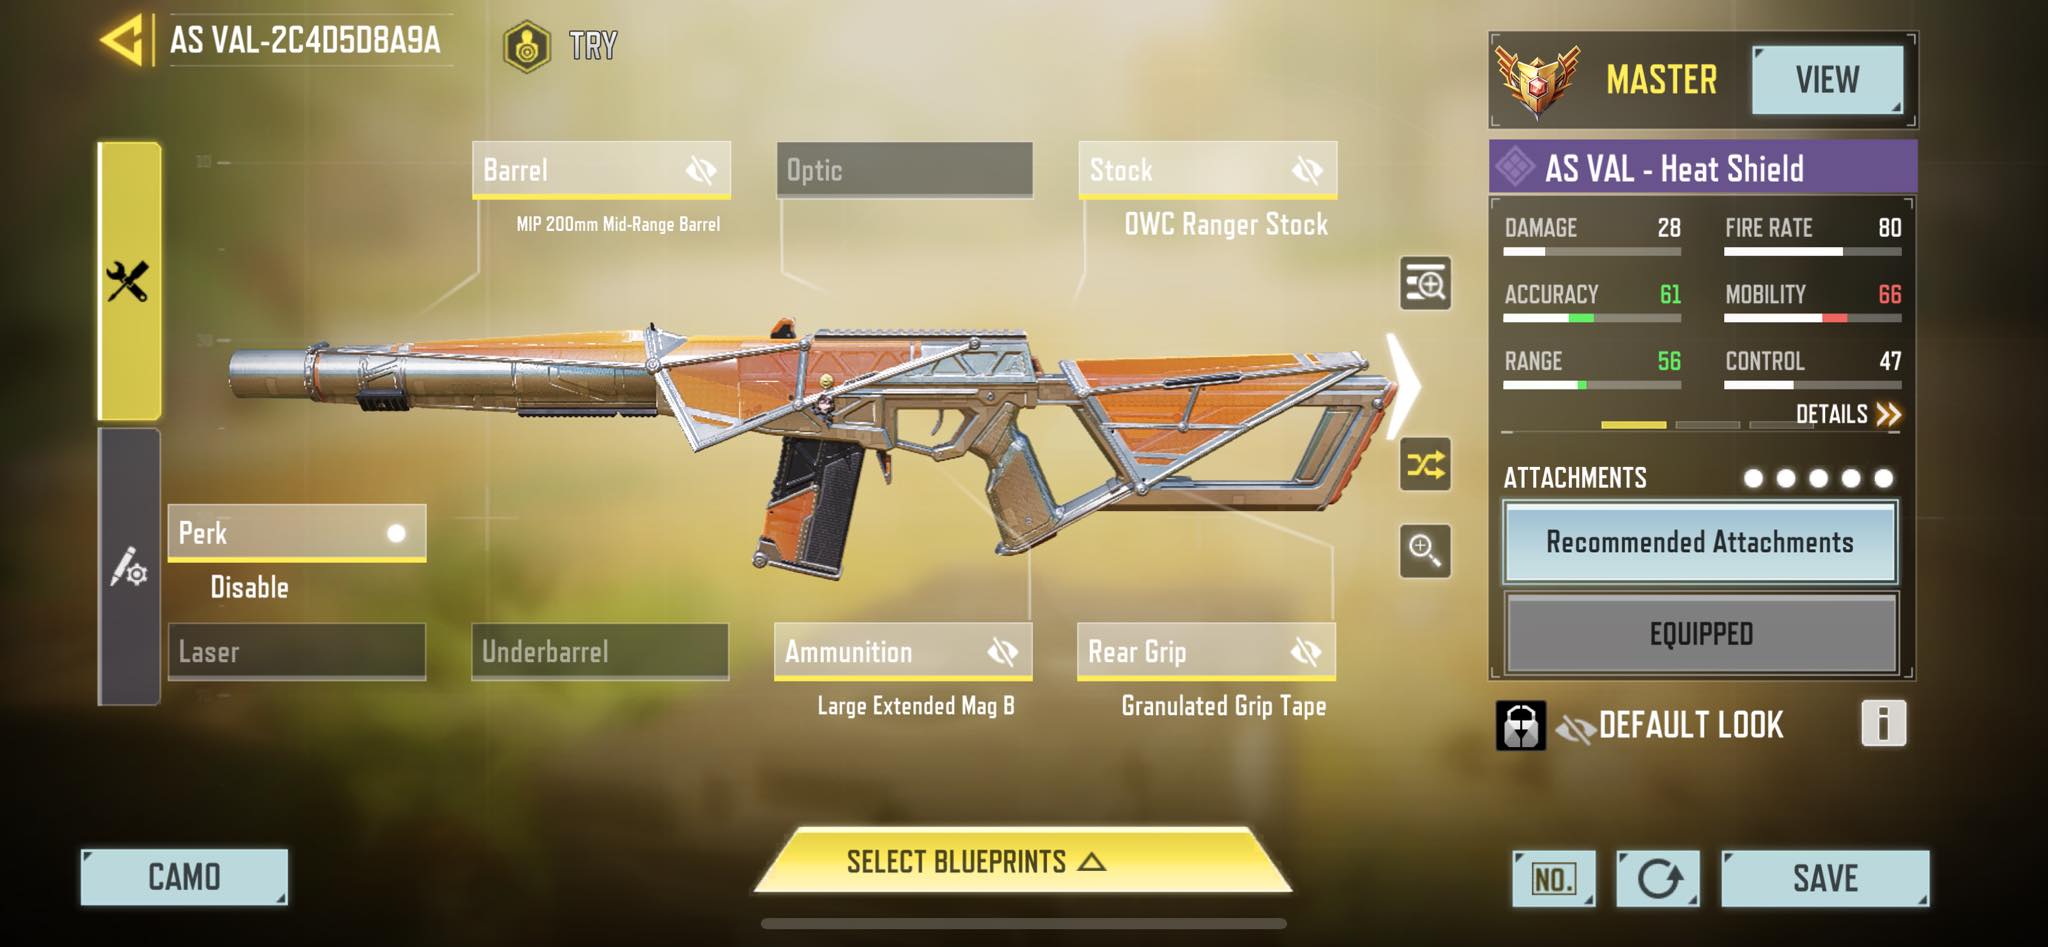 AS VAL-2C4D5D8A9A
TRY
MASTER
VIEW
Barrel
MIP 200mm Mid-Range Barrel
Optic
Stock
OWC Ranger Stock
AS VAL - Heat Shield
DAMAGE 28
FIRE RATE 80
ACCURACY 61
MOBILITY 66
RANGE 56
CONTROL 47
DETAILS
ATTACHMENTS
Recommended Attachments
EQUIPPED
Perk
Disable
Laser
Underbarrel
Ammunition
Large Extended Mag B
Rear Grip
Granulated Grip Tape
DEFAULT LOOK
i
CAMO
SELECT BLUEPRINTS
NO.
SAVE